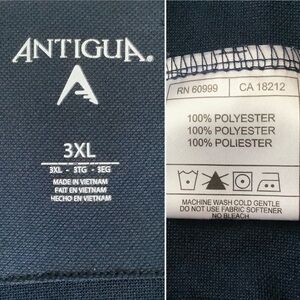 ANTIGUA.
3XL
3XL - 3TG - 3EG
MADE IN VIETNAM
FAIT EN VIETNAM
HECHO EN VIETNAM
RN 60999 CA 18212
100% POLYESTER
100% POLYESTER
100% POLIESTER
MACHINE WASH COLD GENTLE
DO NOT USE FABRIC SOFTENER
NO BLEACH